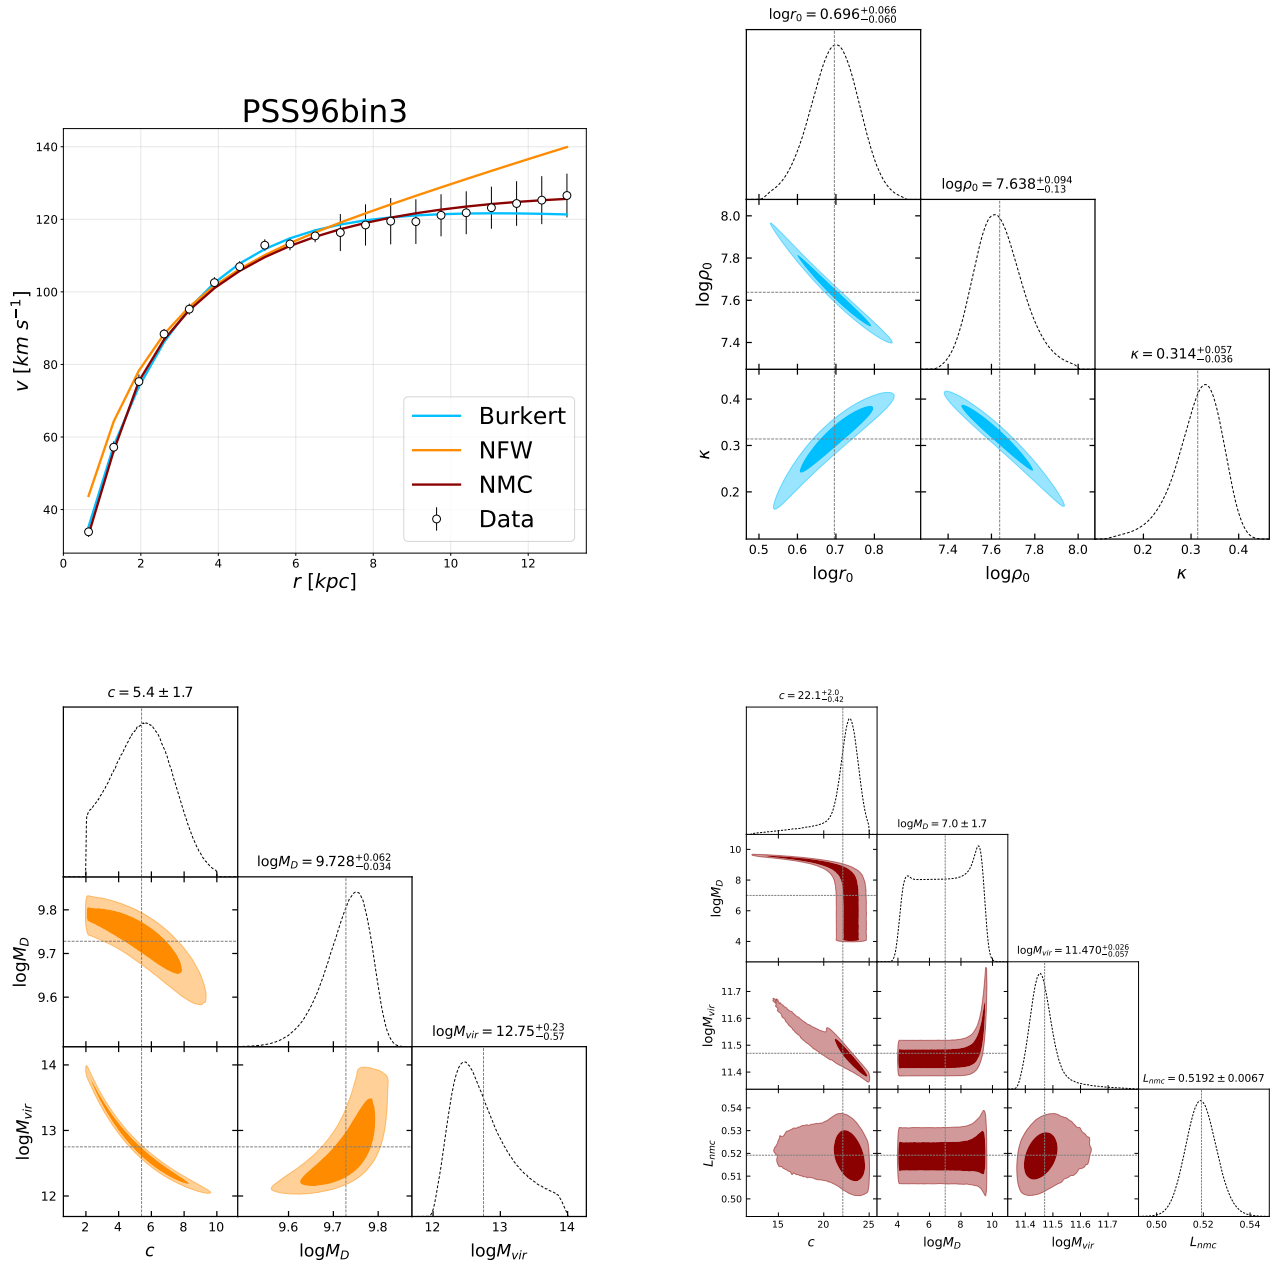 PSS96bin3
140
120
100
80
60
40
0 2 4 6 8 10 12
v [km s⁻¹]
r [kpc]
Burkert
NFW
NMC
Data
logr₀ = 0.696+0.066 −0.060
logρ₀ = 7.638+0.094 −0.13
κ = 0.314+0.057 −0.036
8.0
7.8
7.6
7.4
logρ₀
0.4
0.3
0.2
κ
0.5 0.6 0.7 0.8
7.4 7.6 7.8 8.0
0.2 0.3 0.4
logr₀
logρ₀
κ
c = 5.4 ± 1.7
logM_D = 9.728+0.062 −0.034
logM_vir = 12.75+0.23 −0.57
9.8
9.7
9.6
logM_D
14
13
12
logM_vir
2 4 6 8 10
9.6 9.7 9.8
12 13 14
c
logM_D
logM_vir
c = 22.1+2.0 −0.42
logM_D = 7.0 ± 1.7
logM_vir = 11.470+0.026 −0.057
L_nmc = 0.5192 ± 0.0067
10
8
6
4
logM_D
11.7
11.6
11.5
11.4
logM_vir
0.54
0.53
0.52
0.51
0.50
L_nmc
15 20 25
4 6 8 10
11.4 11.5 11.6 11.7
0.50 0.52 0.54
c
logM_D
logM_vir
L_nmc